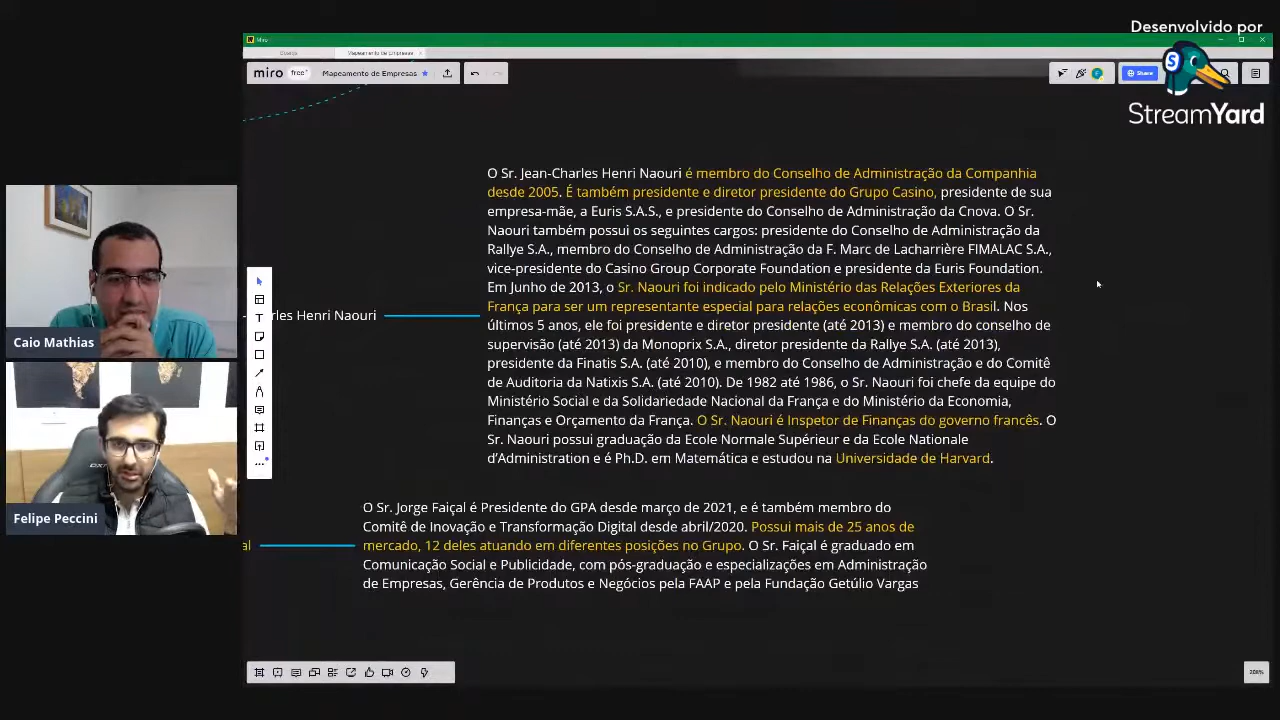 Desenvolvido por
StreamYard
Miro
Mapeamento de Empresas
miro
free
Mapeamento de Empresas
Share
O Sr. Jean-Charles Henri Naouri é membro do Conselho de Administração da Companhia
desde 2005. É também presidente e diretor presidente do Grupo Casino, presidente de sua
empresa-mãe, a Euris S.A.S., e presidente do Conselho de Administração da Cnova. O Sr.
Naouri também possui os seguintes cargos: presidente do Conselho de Administração da
Rallye S.A., membro do Conselho de Administração da F. Marc de Lacharrière FIMALAC S.A.,
vice-presidente do Casino Group Corporate Foundation e presidente da Euris Foundation.
Em Junho de 2013, o Sr. Naouri foi indicado pelo Ministério das Relações Exteriores da
França para ser um representante especial para relações econômicas com o Brasil. Nos
últimos 5 anos, ele foi presidente e diretor presidente (até 2013) e membro do conselho de
supervisão (até 2013) da Monoprix S.A., diretor presidente da Rallye S.A. (até 2013),
presidente da Finatis S.A. (até 2010), e membro do Conselho de Administração e do Comitê
de Auditoria da Natixis S.A. (até 2010). De 1982 até 1986, o Sr. Naouri foi chefe da equipe do
Ministério Social e da Solidariedade Nacional da França e do Ministério da Economia,
Finanças e Orçamento da França. O Sr. Naouri é Inspetor de Finanças do governo francês. O
Sr. Naouri possui graduação da Ecole Normale Supérieur e da Ecole Nationale
d’Administration e é Ph.D. em Matemática e estudou na Universidade de Harvard.
rles Henri Naouri
O Sr. Jorge Faiçal é Presidente do GPA desde março de 2021, e é também membro do
Comitê de Inovação e Transformação Digital desde abril/2020. Possui mais de 25 anos de
mercado, 12 deles atuando em diferentes posições no Grupo. O Sr. Faiçal é graduado em
Comunicação Social e Publicidade, com pós-graduação e especializações em Administração
de Empresas, Gerência de Produtos e Negócios pela FAAP e pela Fundação Getúlio Vargas
al
Caio Mathias
Felipe Peccini